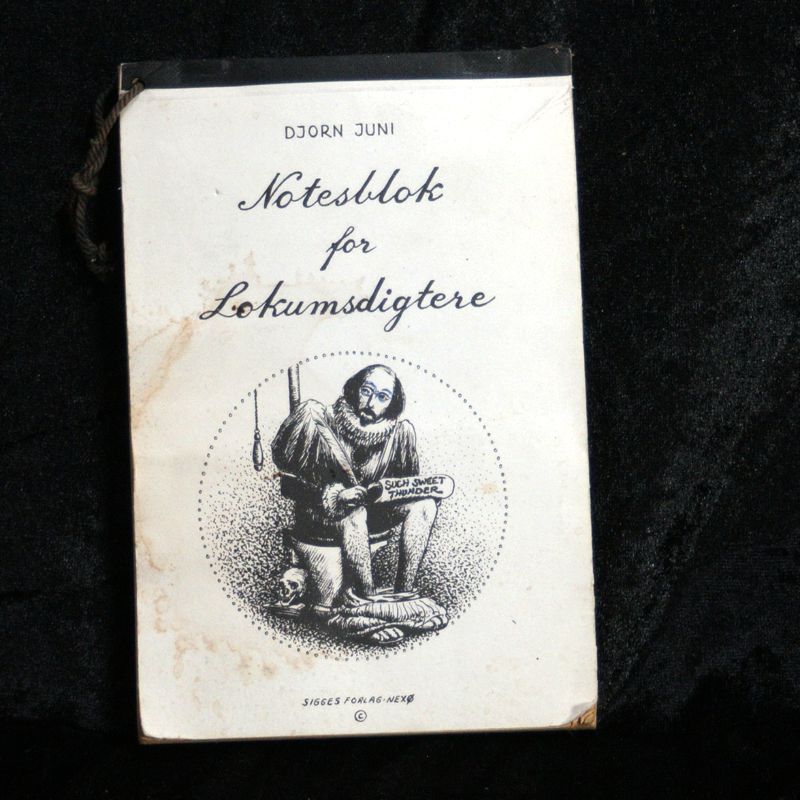 DJORN JUNI
Notesblok
for
Lokumsdigtere
SUCH SWEET
THUNDER
SIGGES FORLAG·NEXØ
©